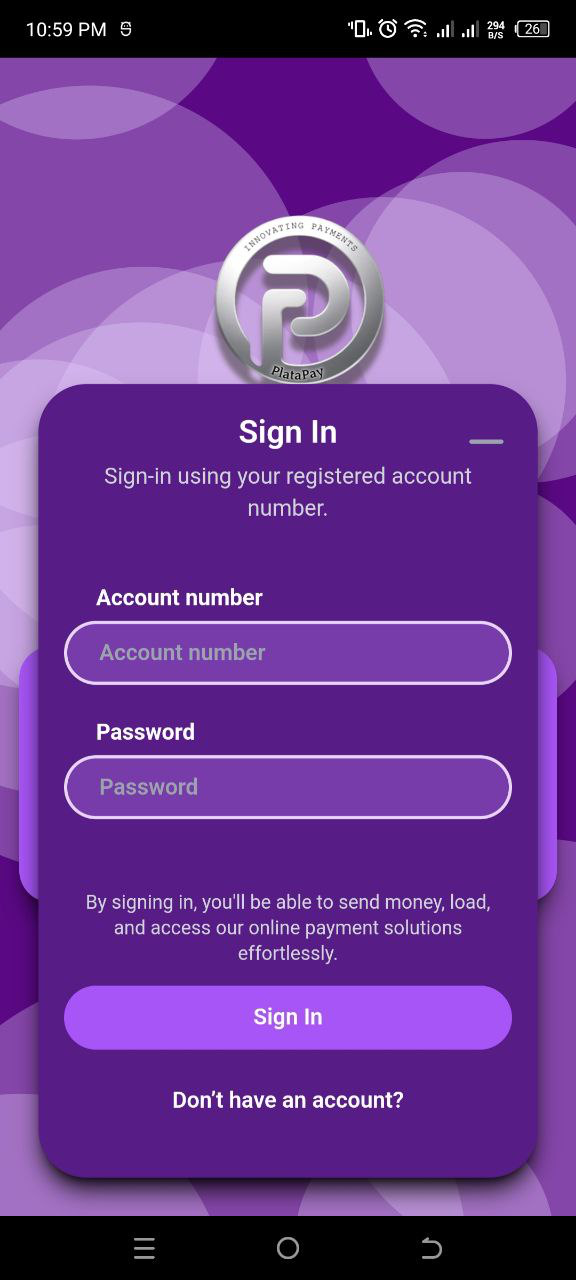 10:59 PM
294
B/S
26
INNOVATING PAYMENTS
PlataPay
Sign In
Sign-in using your registered account
number.
Account number
Account number
Password
Password
By signing in, you'll be able to send money, load,
and access our online payment solutions
effortlessly.
Sign In
Don't have an account?